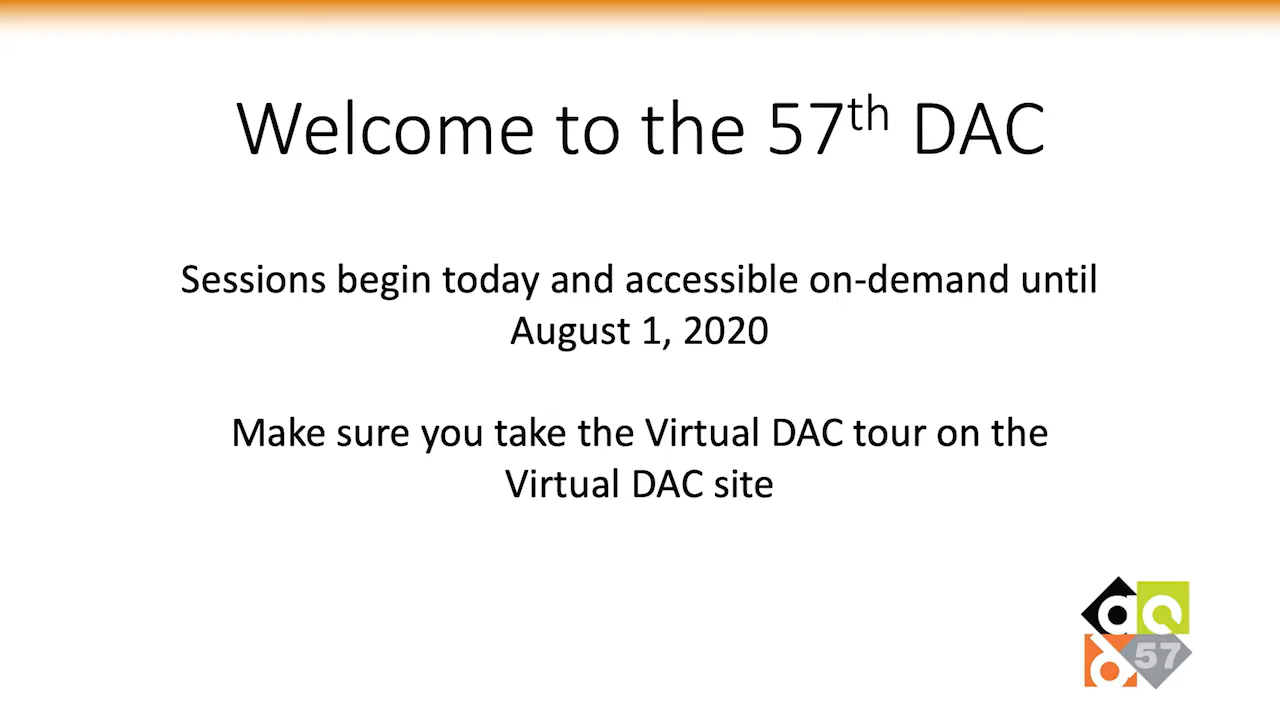 Welcome to the 57th DAC
Sessions begin today and accessible on-demand until
August 1, 2020
Make sure you take the Virtual DAC tour on the
Virtual DAC site
57